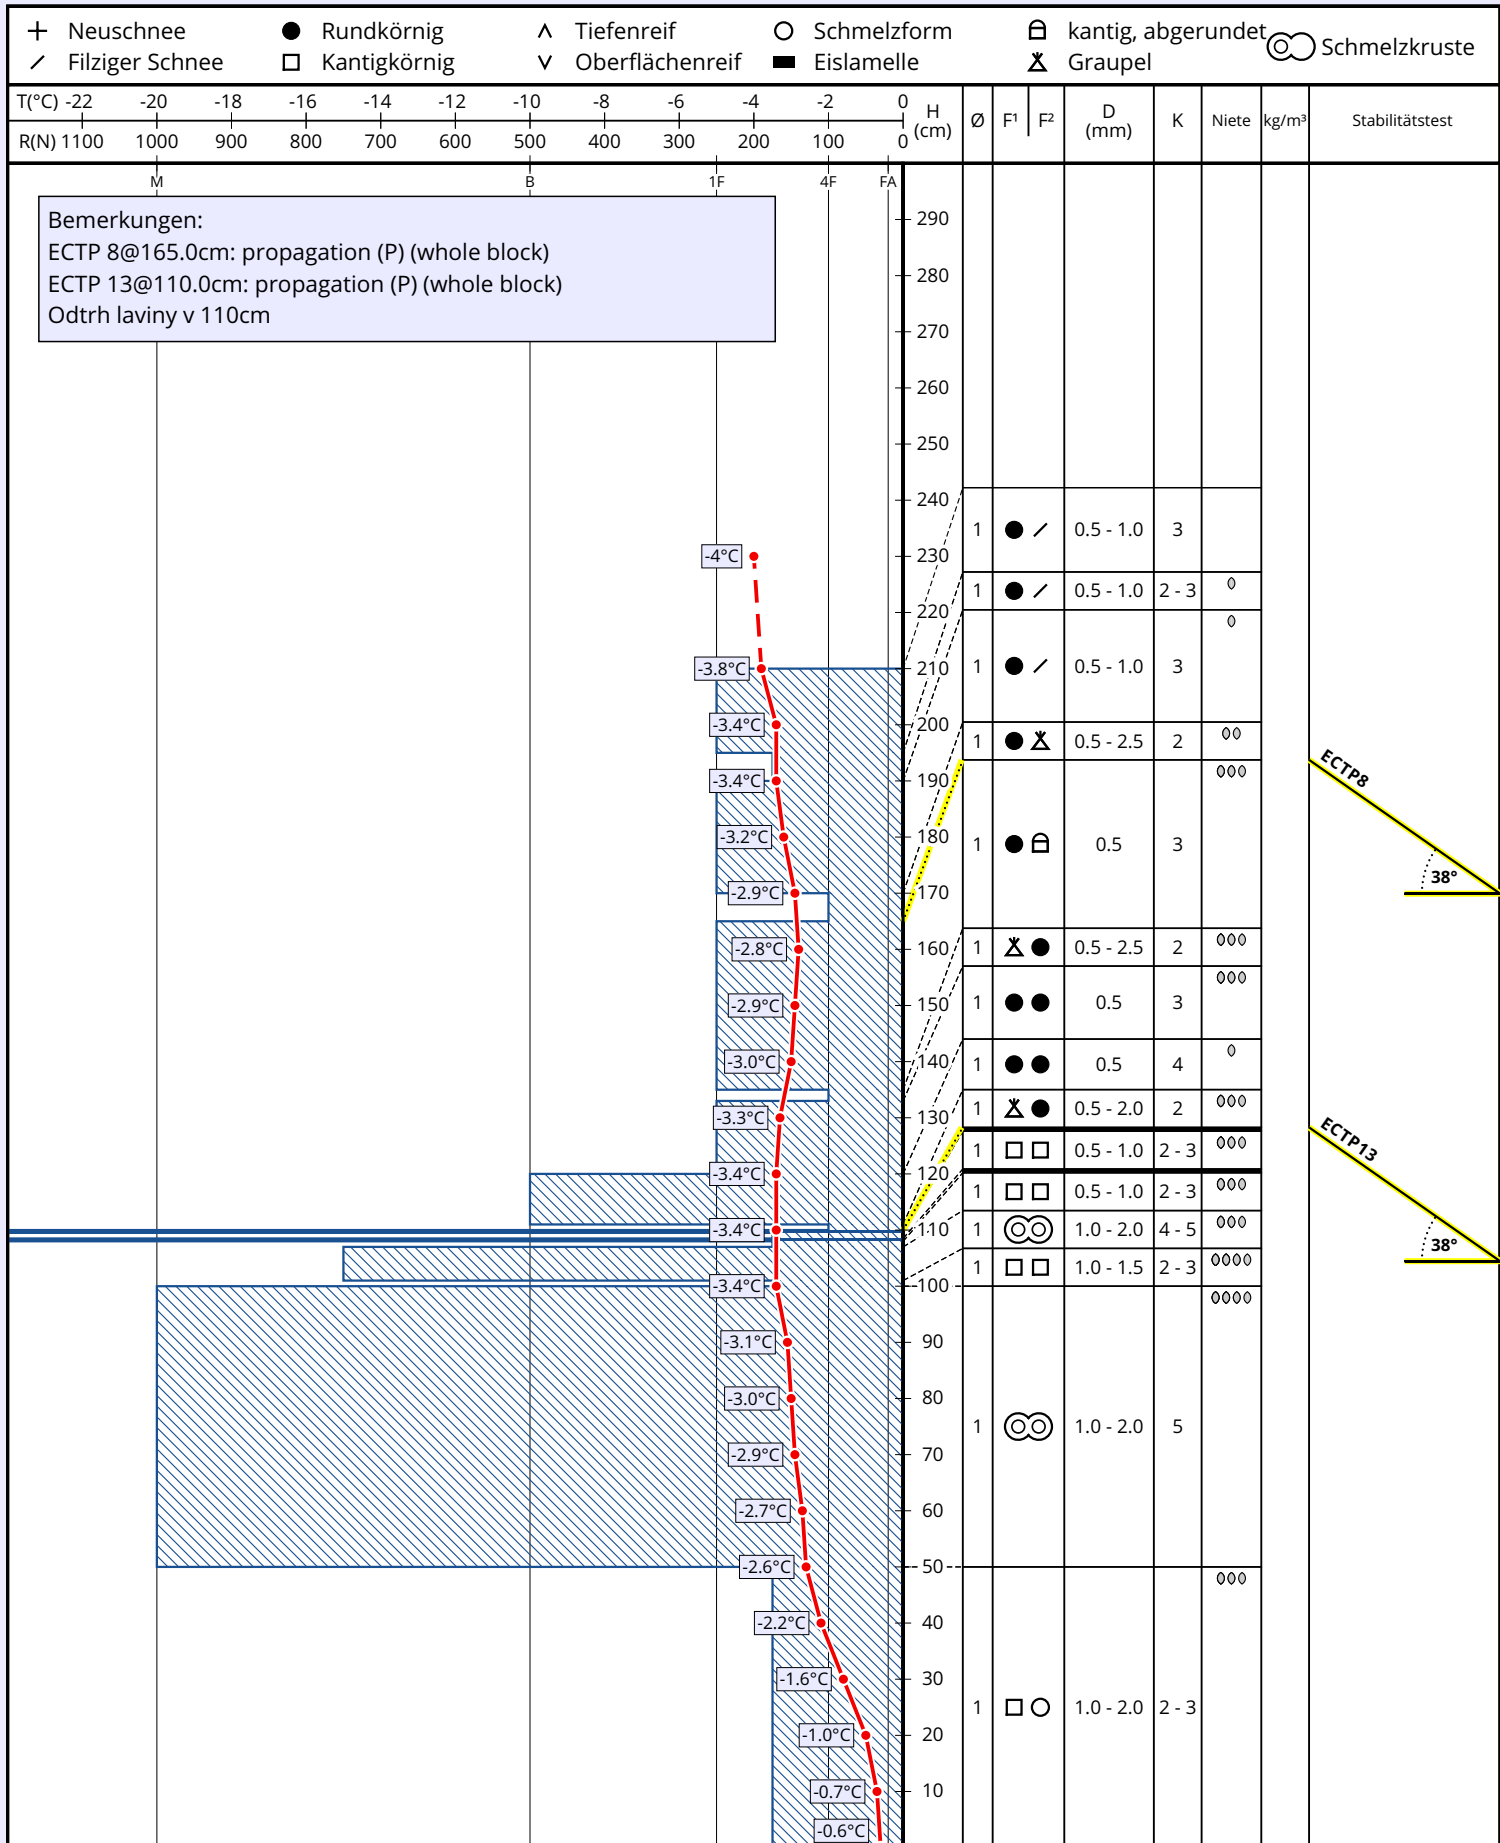 Neuschnee Rundkörnig Tiefenreif Schmelzform kantig, abgerundet Schmelzkruste
Filziger Schnee Kantigkörnig Oberflächenreif Eislamelle Graupel
T(°C) -22 -20 -18 -16 -14 -12 -10 -8 -6 -4 -2 0
R(N) 1100 1000 900 800 700 600 500 400 300 200 100 0
H (cm) Ø F¹ F² D (mm) K Niete kg/m³ Stabilitätstest
M B 1F 4F FA
Bemerkungen:
ECTP 8@165.0cm: propagation (P) (whole block)
ECTP 13@110.0cm: propagation (P) (whole block)
Odtrh laviny v 110cm
290
280
270
260
250
240
1 0.5 - 1.0 3
-4°C 230
1 0.5 - 1.0 2 - 3
220
-3.8°C 210 1 0.5 - 1.0 3
-3.4°C 200
1 0.5 - 2.5 2
ECTP8
-3.4°C 190
-3.2°C 180 1 0.5 3
38°
-2.9°C 170
-2.8°C 160 1 0.5 - 2.5 2
-2.9°C 150 1 0.5 3
-3.0°C 140 1 0.5 4
-3.3°C 130 1 0.5 - 2.0 2
ECTP13
1 0.5 - 1.0 2 - 3
-3.4°C 120
1 0.5 - 1.0 2 - 3
-3.4°C 110 1 1.0 - 2.0 4 - 5
38°
1 1.0 - 1.5 2 - 3
-3.4°C 100
-3.1°C 90
-3.0°C 80
1 1.0 - 2.0 5
-2.9°C 70
-2.7°C 60
-2.6°C 50
-2.2°C 40
-1.6°C 30
1 1.0 - 2.0 2 - 3
-1.0°C 20
-0.7°C 10
-0.6°C